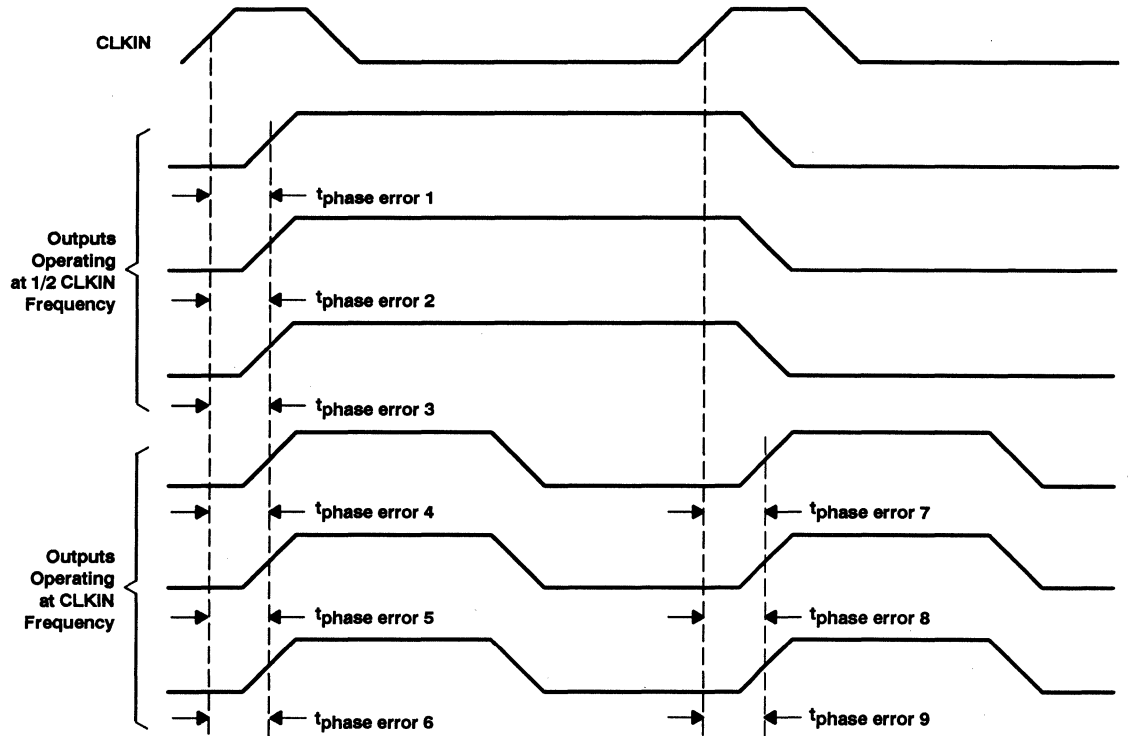 CLKIN
tphase error 1
Outputs
Operating
at 1/2 CLKIN
Frequency
tphase error 2
tphase error 3
tphase error 4
tphase error 7
Outputs
Operating
at CLKIN
Frequency
tphase error 5
tphase error 8
tphase error 6
tphase error 9